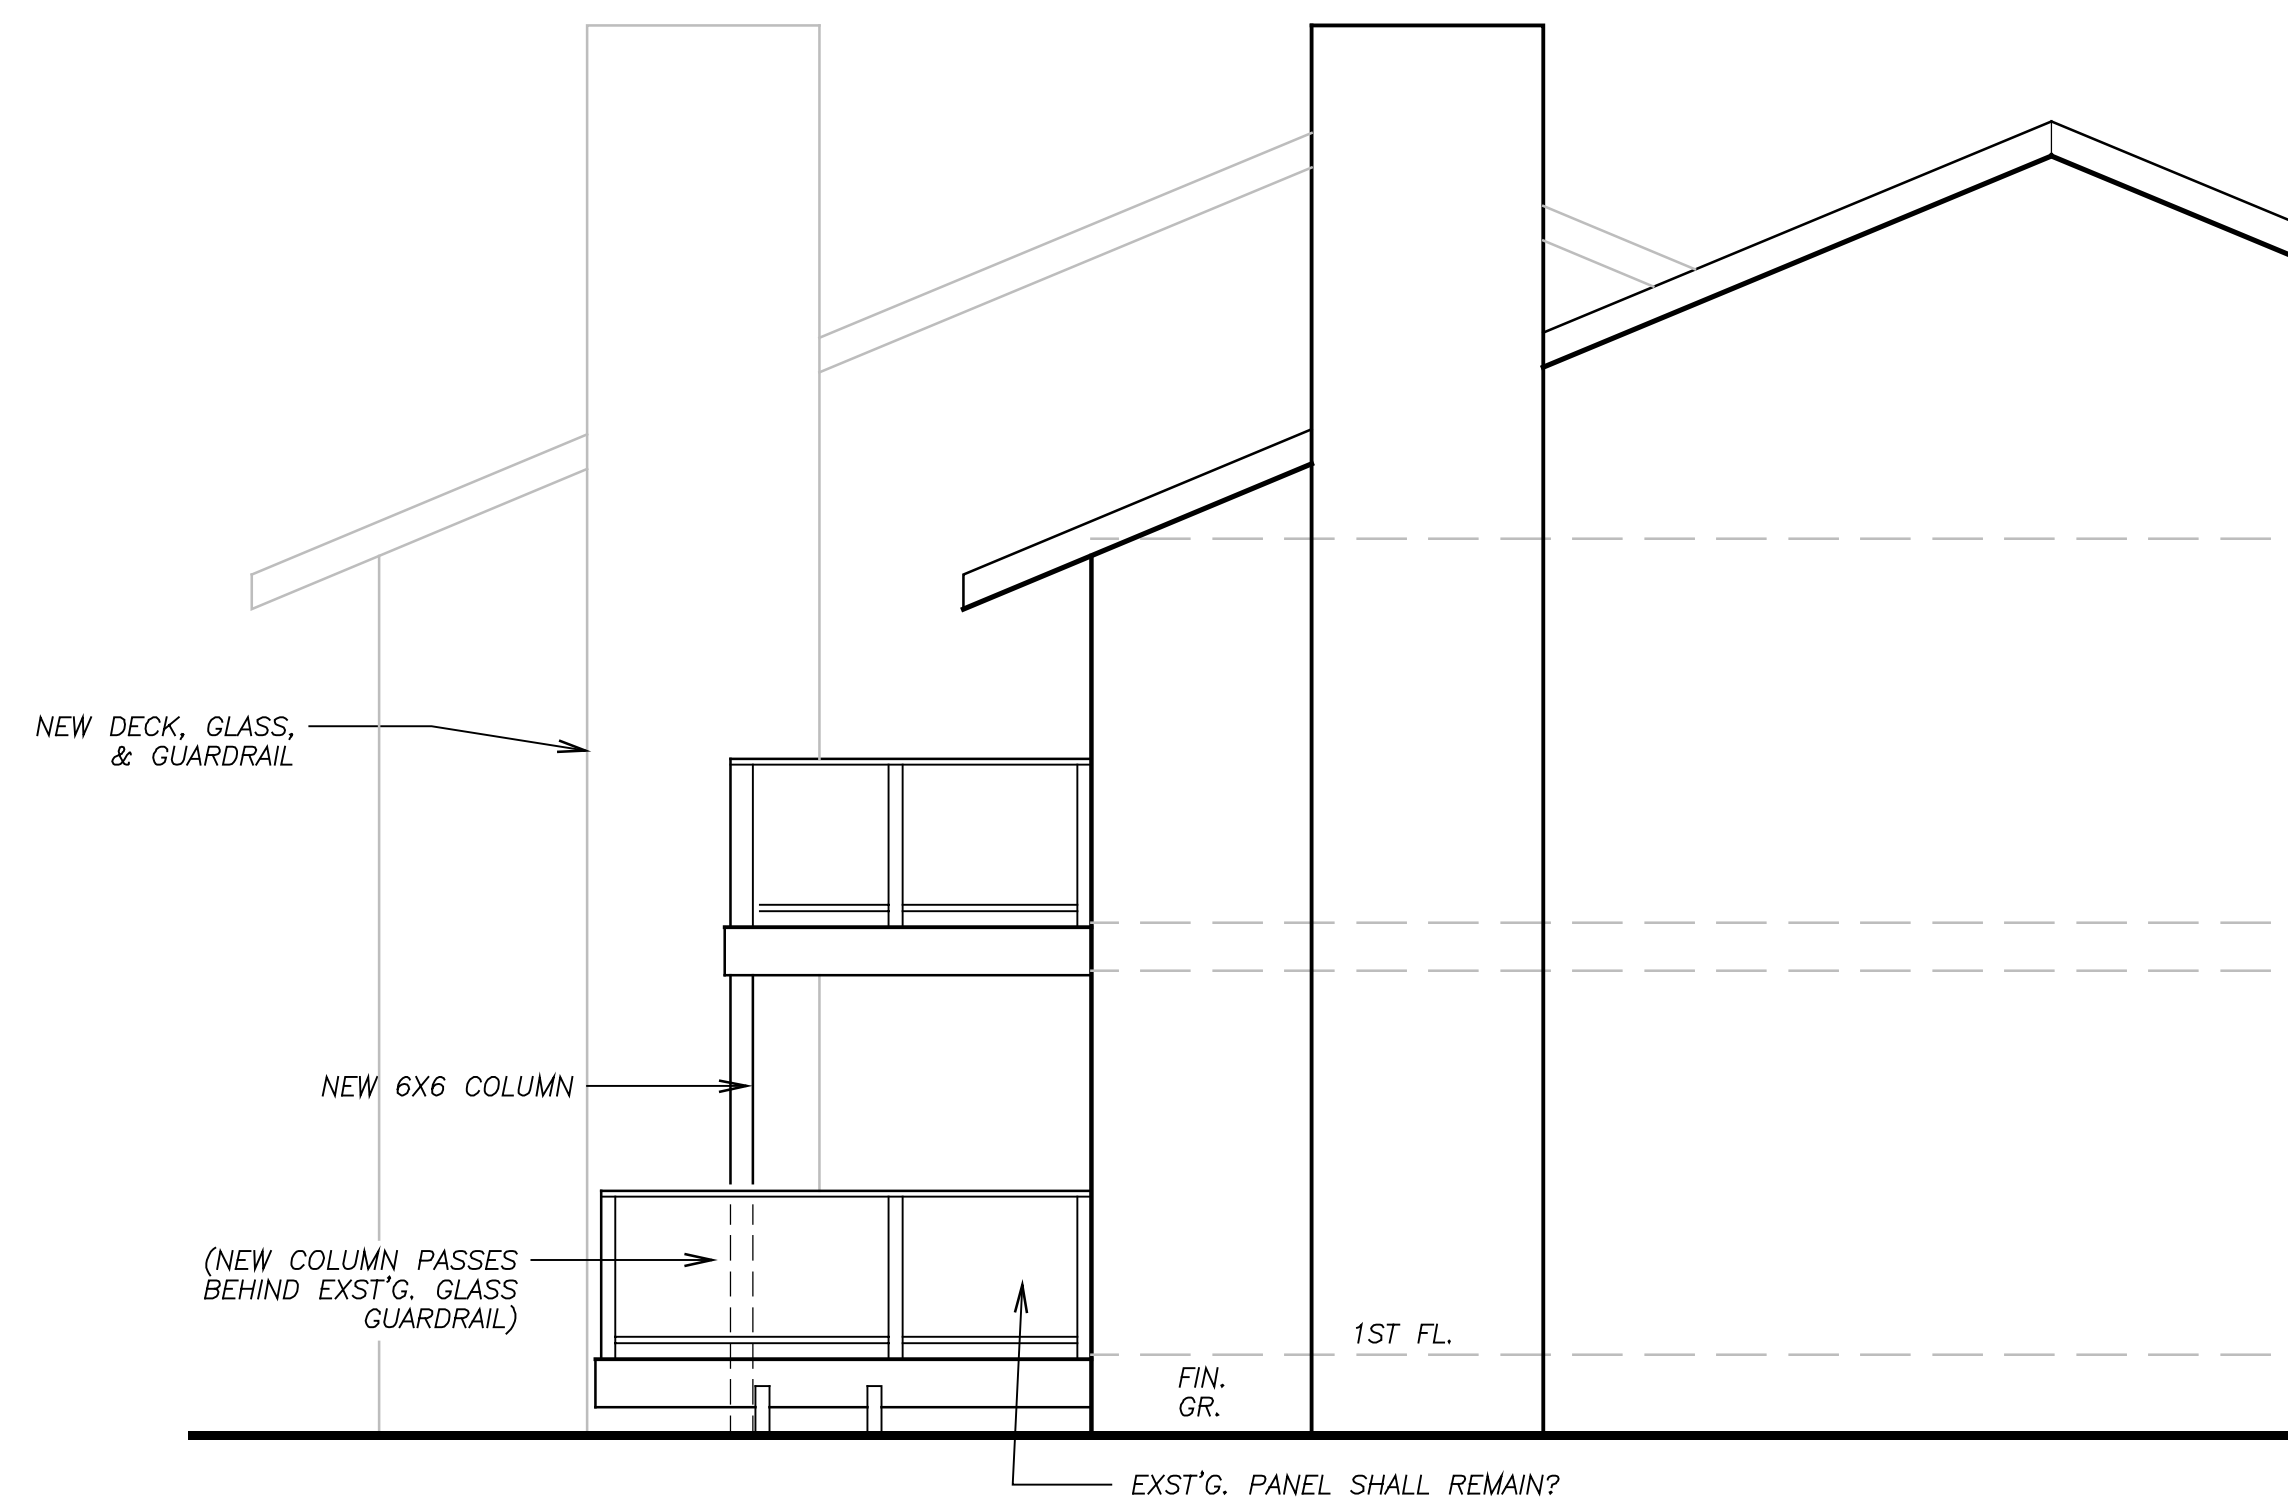 NEW DECK, GLASS,
& GUARDRAIL
NEW 6X6 COLUMN
(NEW COLUMN PASSES
BEHIND EXST'G. GLASS
GUARDRAIL)
1ST FL.
FIN.
GR.
EXST'G. PANEL SHALL REMAIN?